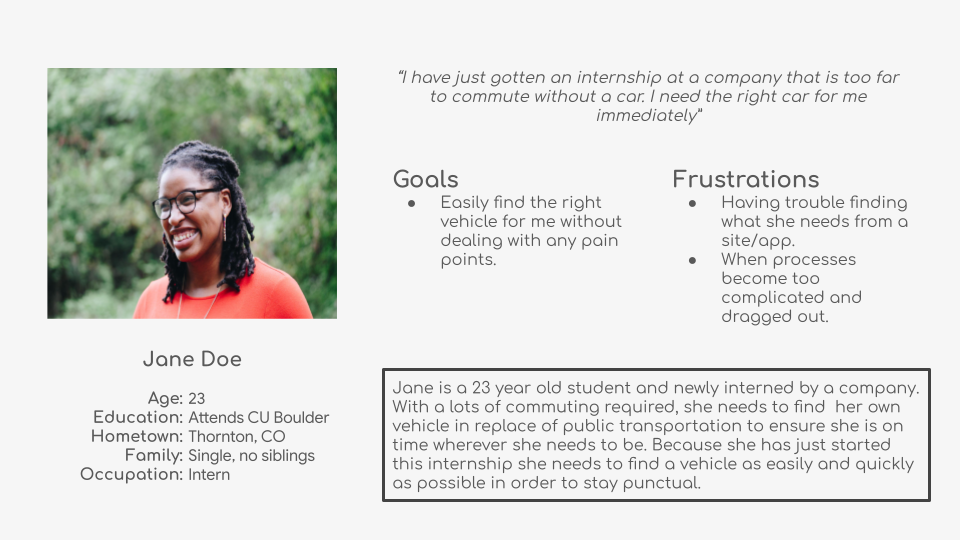 “I have just gotten an internship at a company that is too far
to commute without a car. I need the right car for me
immediately”
Goals
● Easily find the right
vehicle for me without
dealing with any pain
points.
Frustrations
● Having trouble finding
what she needs from a
site/app.
● When processes
become too
complicated and
dragged out.
Jane Doe
Age: 23
Education: Attends CU Boulder
Hometown: Thornton, CO
Family: Single, no siblings
Occupation: Intern
Jane is a 23 year old student and newly interned by a company.
With a lots of commuting required, she needs to find  her own
vehicle in replace of public transportation to ensure she is on
time wherever she needs to be. Because she has just started
this internship she needs to find a vehicle as easily and quickly
as possible in order to stay punctual.